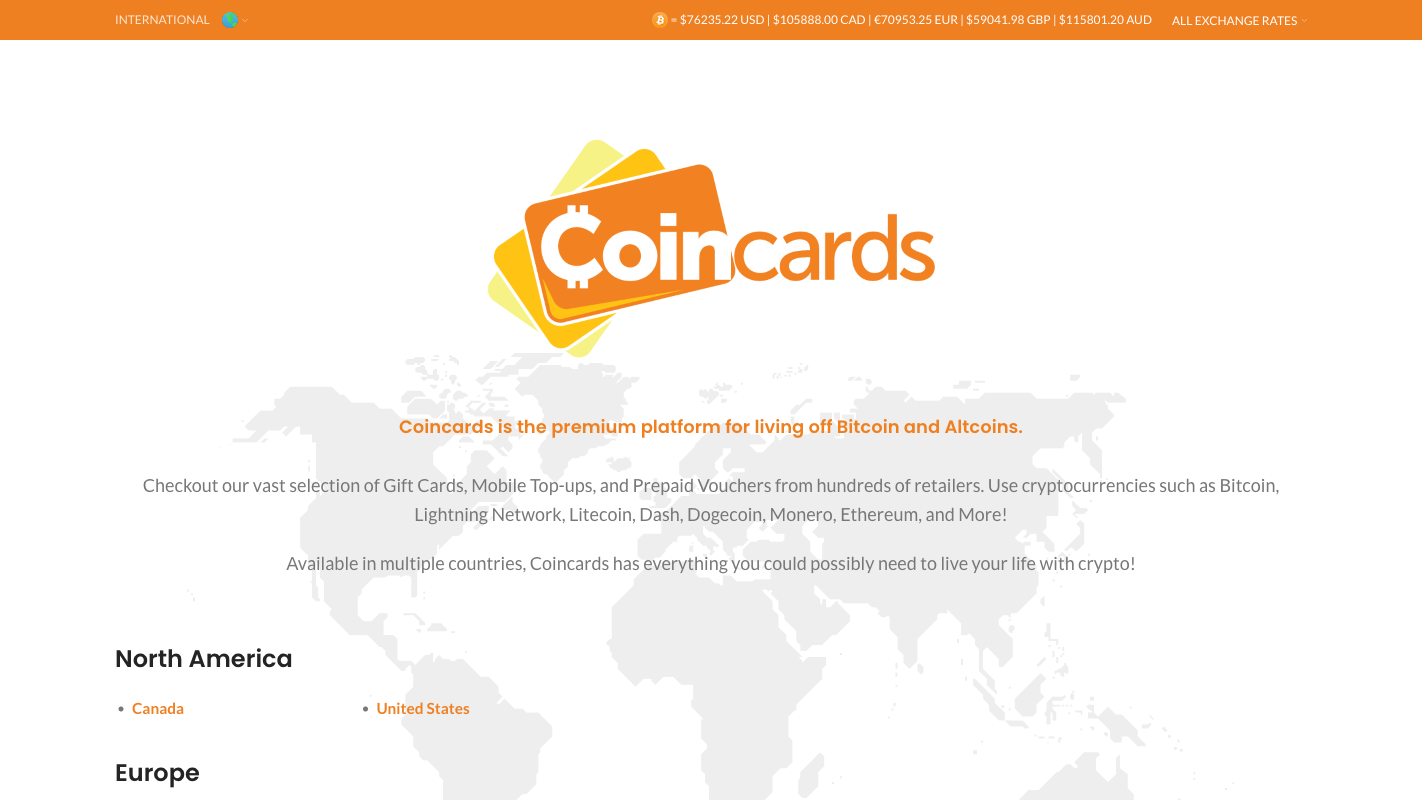 INTERNATIONAL
= $76235.22 USD | $105888.00 CAD | €70953.25 EUR | $59041.98 GBP | $115801.20 AUD
ALL EXCHANGE RATES
Coincards
Coincards is the premium platform for living off Bitcoin and Altcoins.
Checkout our vast selection of Gift Cards, Mobile Top-ups, and Prepaid Vouchers from hundreds of retailers. Use cryptocurrencies such as Bitcoin,
Lightning Network, Litecoin, Dash, Dogecoin, Monero, Ethereum, and More!
Available in multiple countries, Coincards has everything you could possibly need to live your life with crypto!
North America
• Canada
• United States
Europe